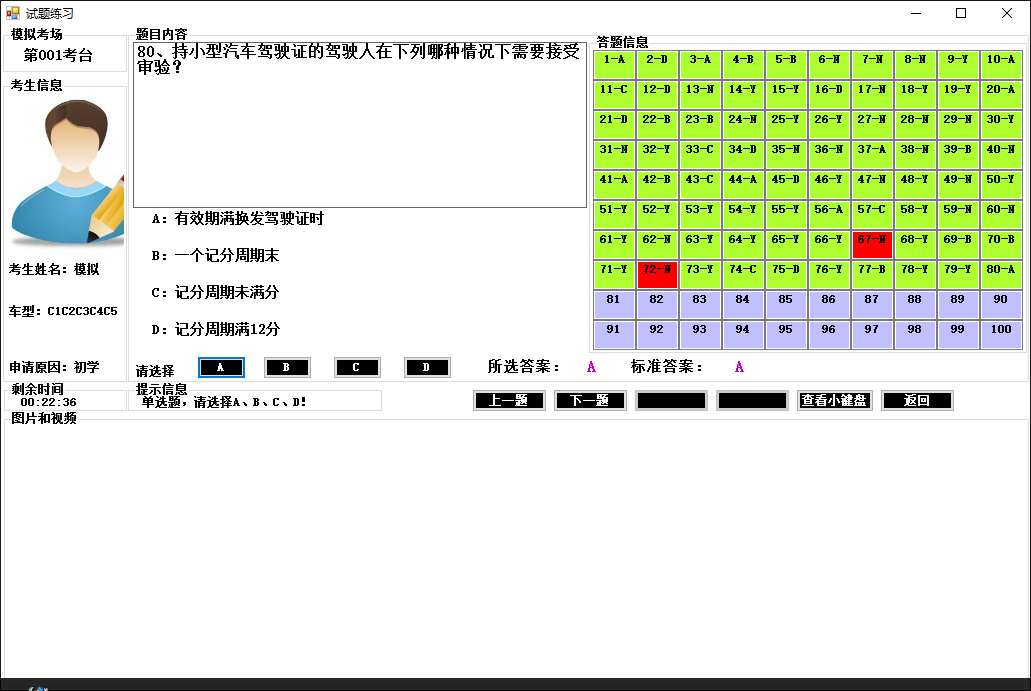 试题练习
模拟考场
第001考台
考生信息
考生姓名：模拟
车型：C1C2C3C4C5
申请原因：初学
剩余时间
00:22:36
题目内容
80、持小型汽车驾驶证的驾驶人在下列哪种情况下需要接受
审验？
A：有效期满换发驾驶证时
B：一个记分周期末
C：记分周期未满分
D：记分周期满12分
请选择 A B C D 所选答案： A 标准答案： A
答题信息
1-A 2-D 3-A 4-B 5-B 6-N 7-N 8-N 9-Y 10-A
11-C 12-D 13-N 14-Y 15-Y 16-D 17-N 18-Y 19-Y 20-A
21-D 22-B 23-B 24-N 25-Y 26-Y 27-N 28-N 29-N 30-Y
31-N 32-Y 33-C 34-D 35-N 36-N 37-A 38-N 39-B 40-N
41-A 42-B 43-C 44-A 45-D 46-Y 47-N 48-Y 49-N 50-Y
51-Y 52-Y 53-Y 54-Y 55-Y 56-A 57-C 58-Y 59-N 60-N
61-Y 62-N 63-Y 64-Y 65-Y 66-Y 67-N 68-Y 69-B 70-B
71-Y 72-N 73-Y 74-C 75-D 76-Y 77-B 78-Y 79-Y 80-A
81 82 83 84 85 86 87 88 89 90
91 92 93 94 95 96 97 98 99 100
提示信息
单选题，请选择A、B、C、D!
上一题 下一题 查看小键盘 返回
图片和视频